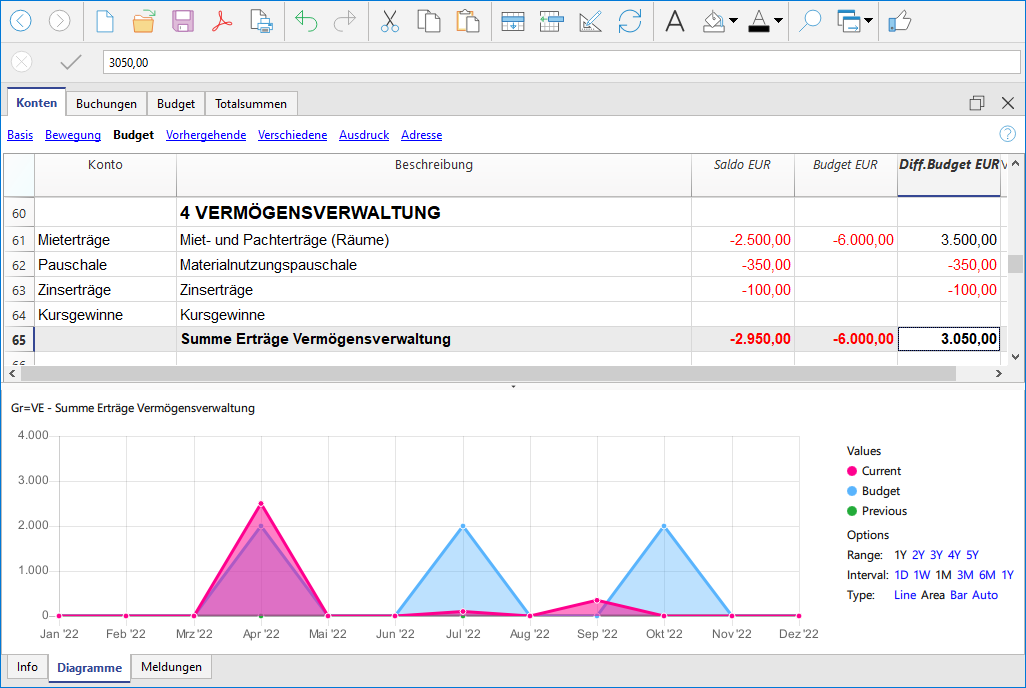 3050,00
Konten Buchungen Budget Totalsummen
Basis Bewegung Budget Vorhergehende Verschiedene Ausdruck Adresse
Konto Beschreibung Saldo EUR Budget EUR Diff.Budget EUR V
60 4 VERMÖGENSVERWALTUNG
61 Mieterträge Miet- und Pachterträge (Räume) -2.500,00 -6.000,00 3.500,00
62 Pauschale Materialnutzungspauschale -350,00 -350,00
63 Zinserträge Zinserträge -100,00 -100,00
64 Kursgewinne Kursgewinne
65 Summe Erträge Vermögensverwaltung -2.950,00 -6.000,00 3.050,00
66
Gr=VE - Summe Erträge Vermögensverwaltung
4.000
3.000
2.000
1.000
0
Jan '22 Feb '22 Mrz '22 Apr '22 Mai '22 Jun '22 Jul '22 Aug '22 Sep '22 Okt '22 Nov '22 Dez '22
Values
Current
Budget
Previous
Options
Range: 1Y 2Y 3Y 4Y 5Y
Interval: 1D 1W 1M 3M 6M 1Y
Type: Line Area Bar Auto
Info Diagramme Meldungen